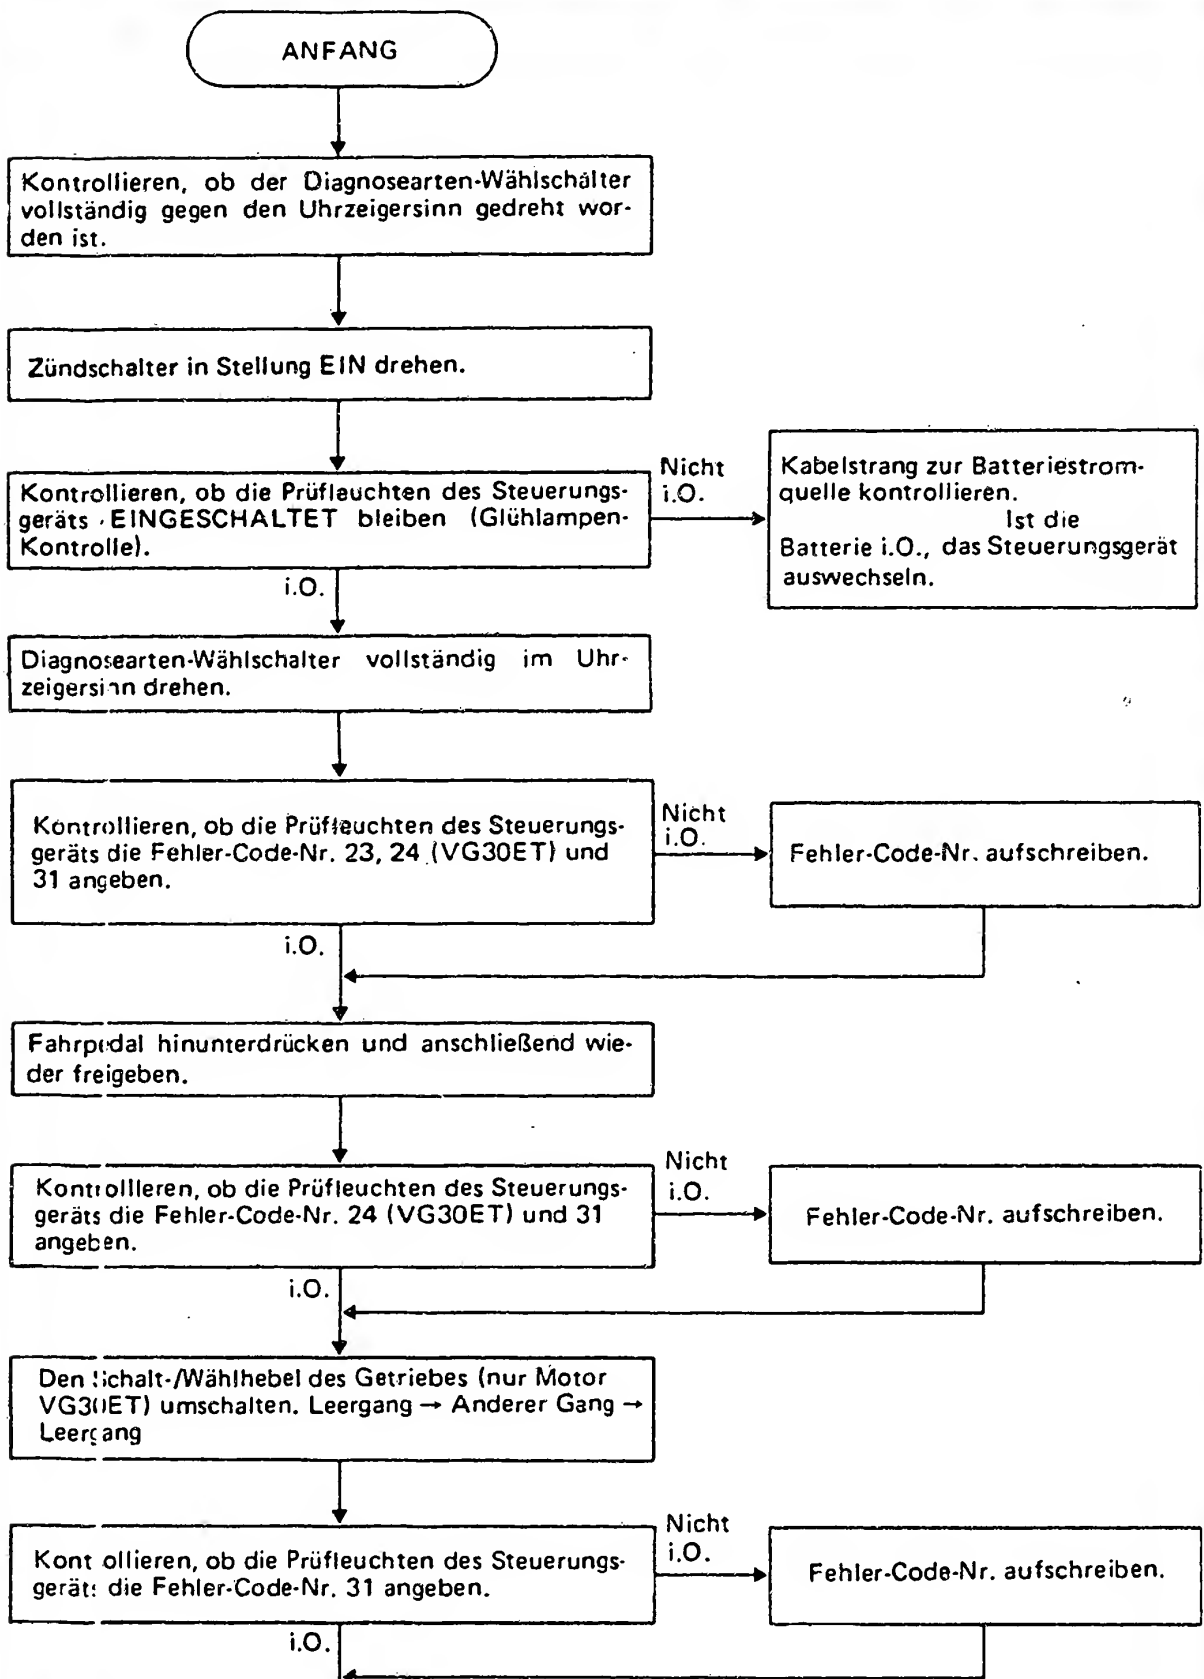 ANFANG
Kontrollieren, ob der Diagnosearten-Wählschalter
vollständig gegen den Uhrzeigersinn gedreht wor-
den ist.
Zündschalter in Stellung EIN drehen.
Kontrollieren, ob die Prüfleuchten des Steuerungs-
geräts EINGESCHALTET bleiben (Glühlampen-
Kontrolle).
Nicht
i.O.
Kabelstrang zur Batteriestrom-
quelle kontrollieren.
Ist die
Batterie i.O., das Steuerungsgerät
auswechseln.
i.O.
Diagnosearten-Wählschalter vollständig im Uhr-
zeigersinn drehen.
Kontrollieren, ob die Prüfleuchten des Steuerungs-
geräts die Fehler-Code-Nr. 23, 24 (VG30ET) und
31 angeben.
Nicht
i.O.
Fehler-Code-Nr. aufschreiben.
i.O.
Fahrpedal hinunterdrücken und anschließend wie-
der freigeben.
Kontrollieren, ob die Prüfleuchten des Steuerungs-
geräts die Fehler-Code-Nr. 24 (VG30ET) und 31
angeben.
Nicht
i.O.
Fehler-Code-Nr. aufschreiben.
i.O.
Den Schalt-/Wählhebel des Getriebes (nur Motor
VG30ET) umschalten. Leergang → Anderer Gang →
Leergang
Kontrollieren, ob die Prüfleuchten des Steuerungs-
geräts die Fehler-Code-Nr. 31 angeben.
Nicht
i.O.
Fehler-Code-Nr. aufschreiben.
i.O.